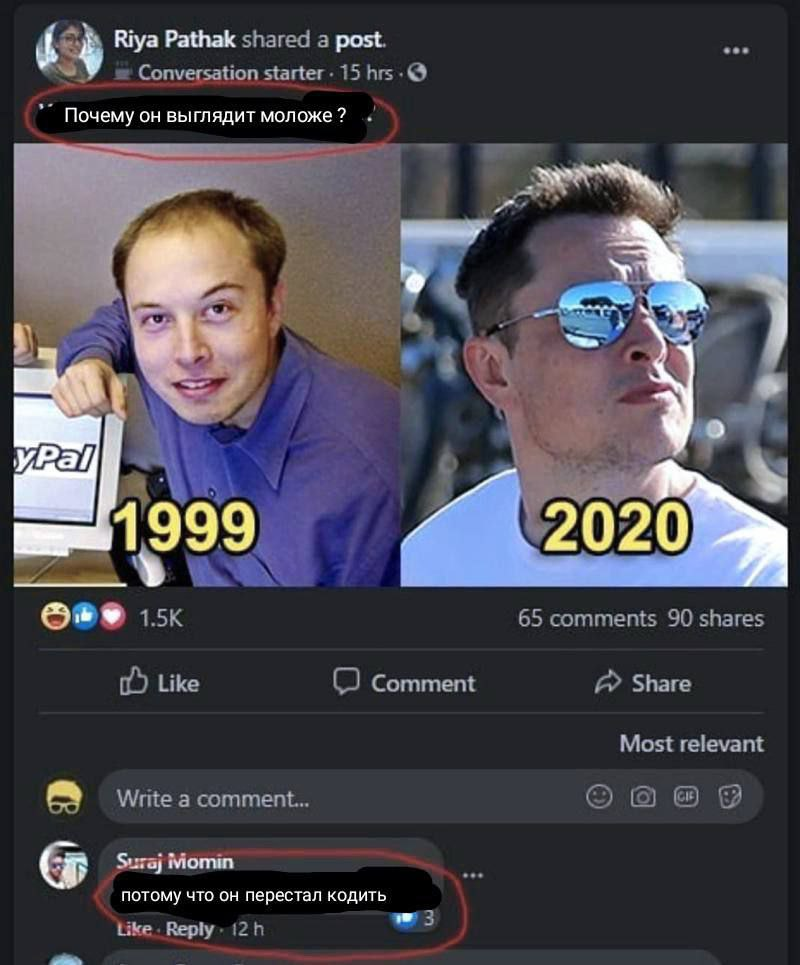 Riya Pathak shared a post.
Conversation starter · 15 hrs ·
Почему он выглядит моложе ?
yPal
1999
2020
1.5K
65 comments 90 shares
Like
Comment
Share
Most relevant
Write a comment...
GIF
Suraj Momin
потому что он перестал кодить
3
Like · Reply · 12 h